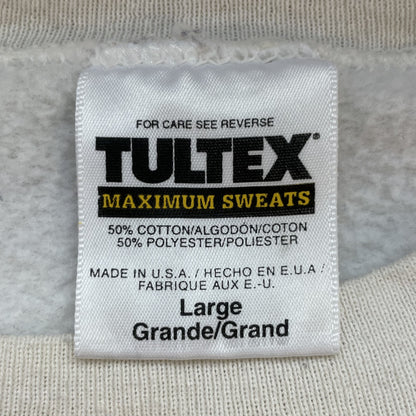 FOR CARE SEE REVERSE
TULTEX®
MAXIMUM SWEATS
50% COTTON/ALGODÓN/COTON
50% POLYESTER/POLIESTER
MADE IN U.S.A. / HECHO EN E.U.A /
FABRIQUE AUX E.-U.
Large
Grande/Grand